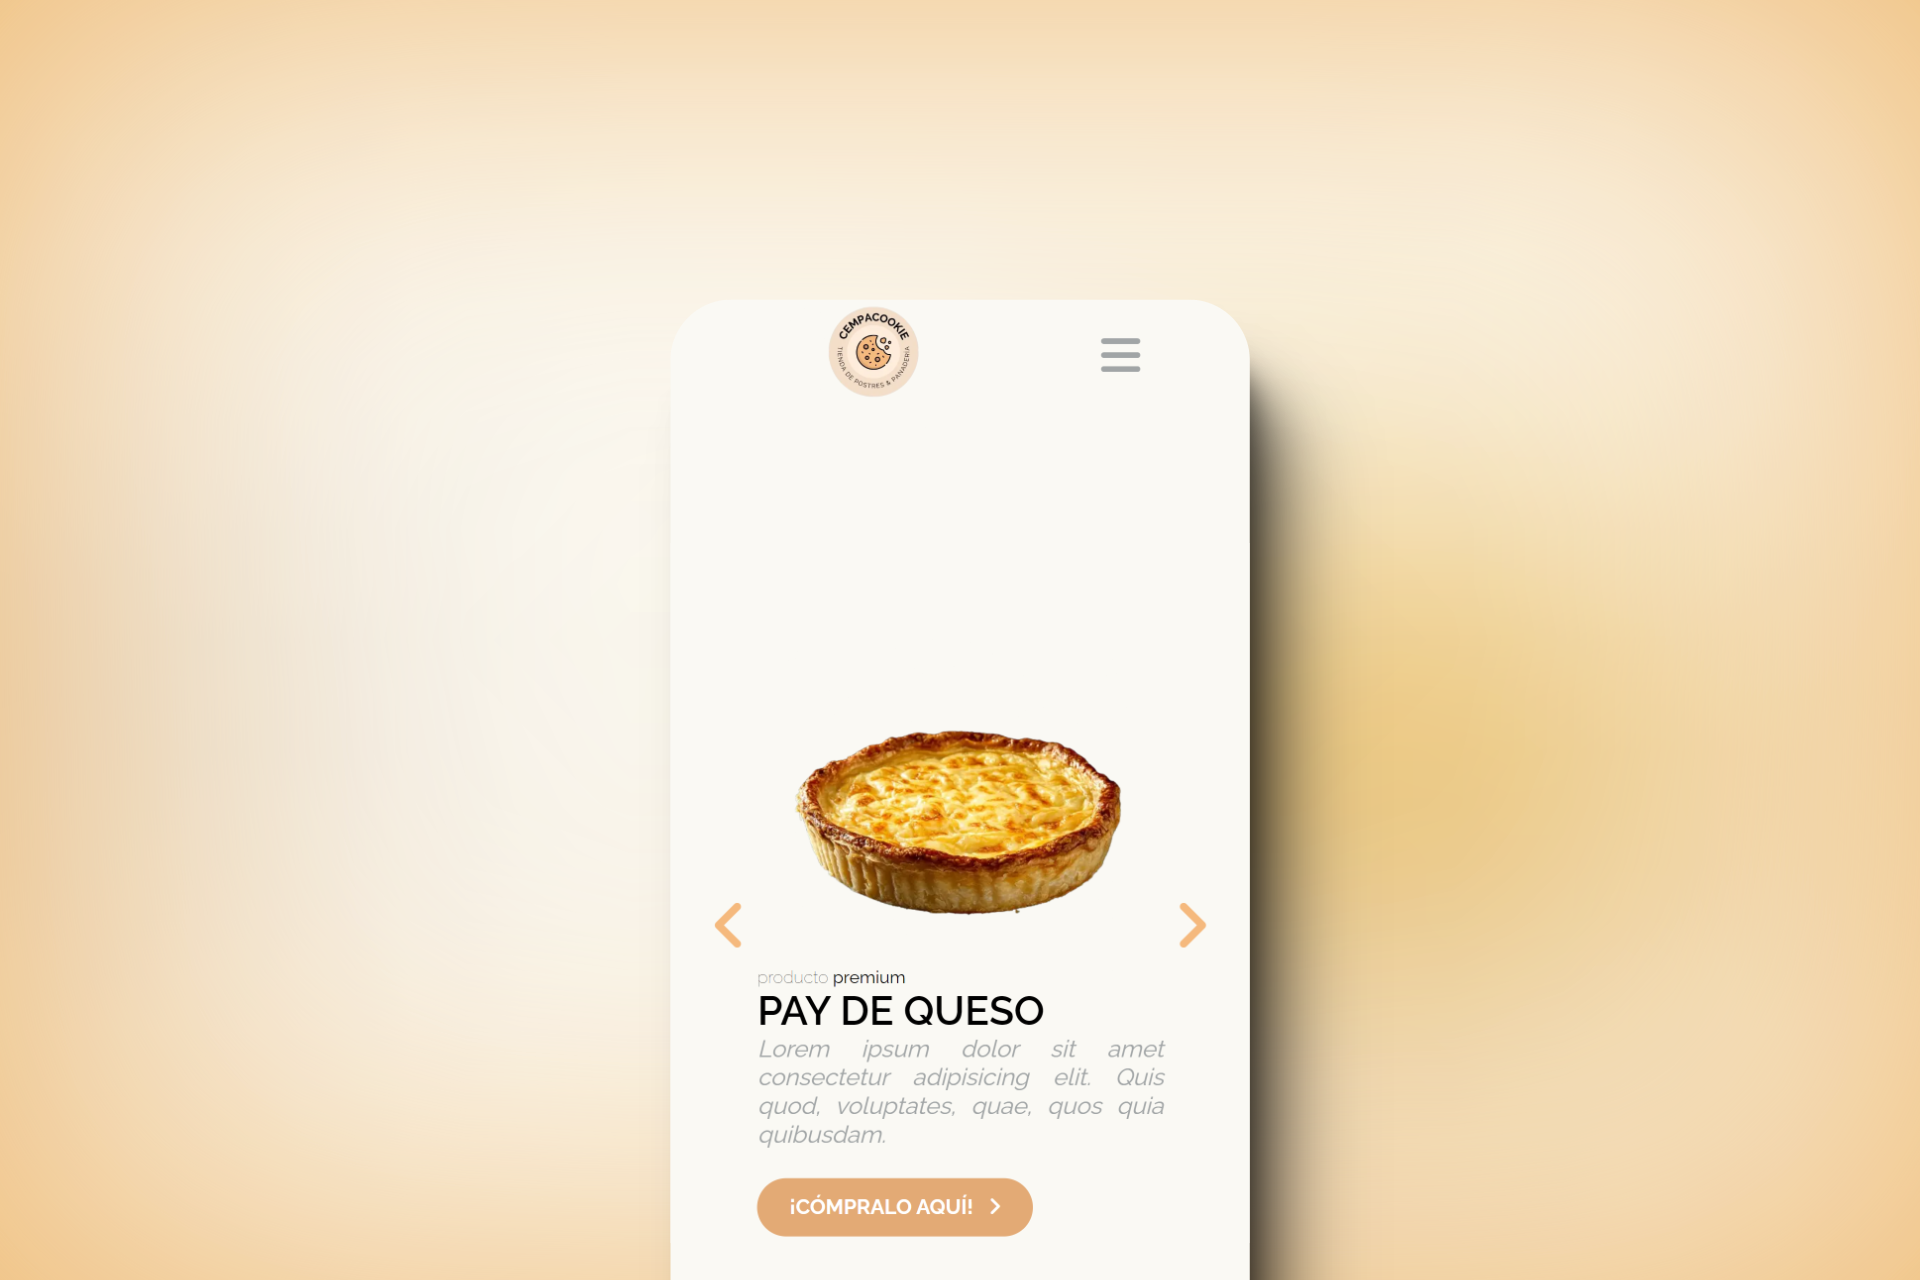 CEMPACOOKIE
TIENDA DE POSTRES & PANADERIA
producto premium
PAY DE QUESO
Lorem ipsum dolor sit amet
consectetur adipisicing elit. Quis
quod, voluptates, quae, quos quia
quibusdam.
¡CÓMPRALO AQUÍ!